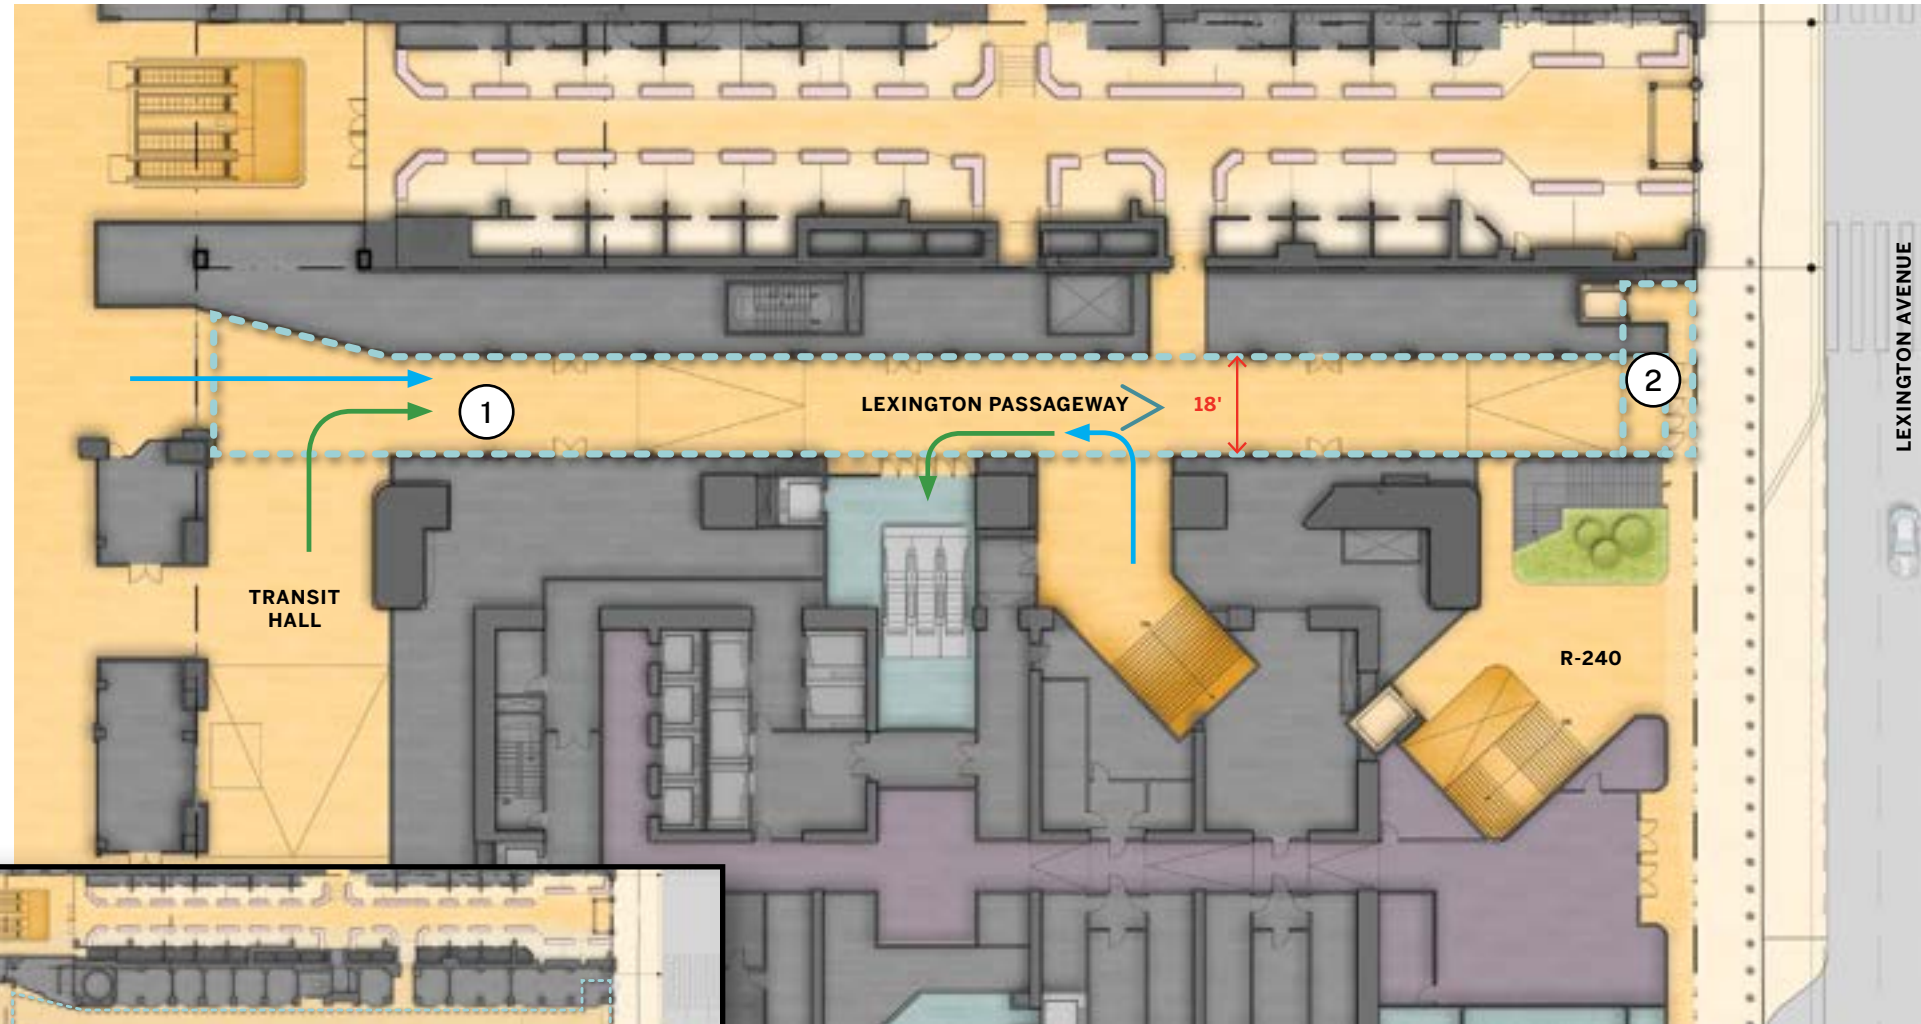 LEXINGTON AVENUE
2
1
LEXINGTON PASSAGEWAY
18'
TRANSIT
HALL
R-240